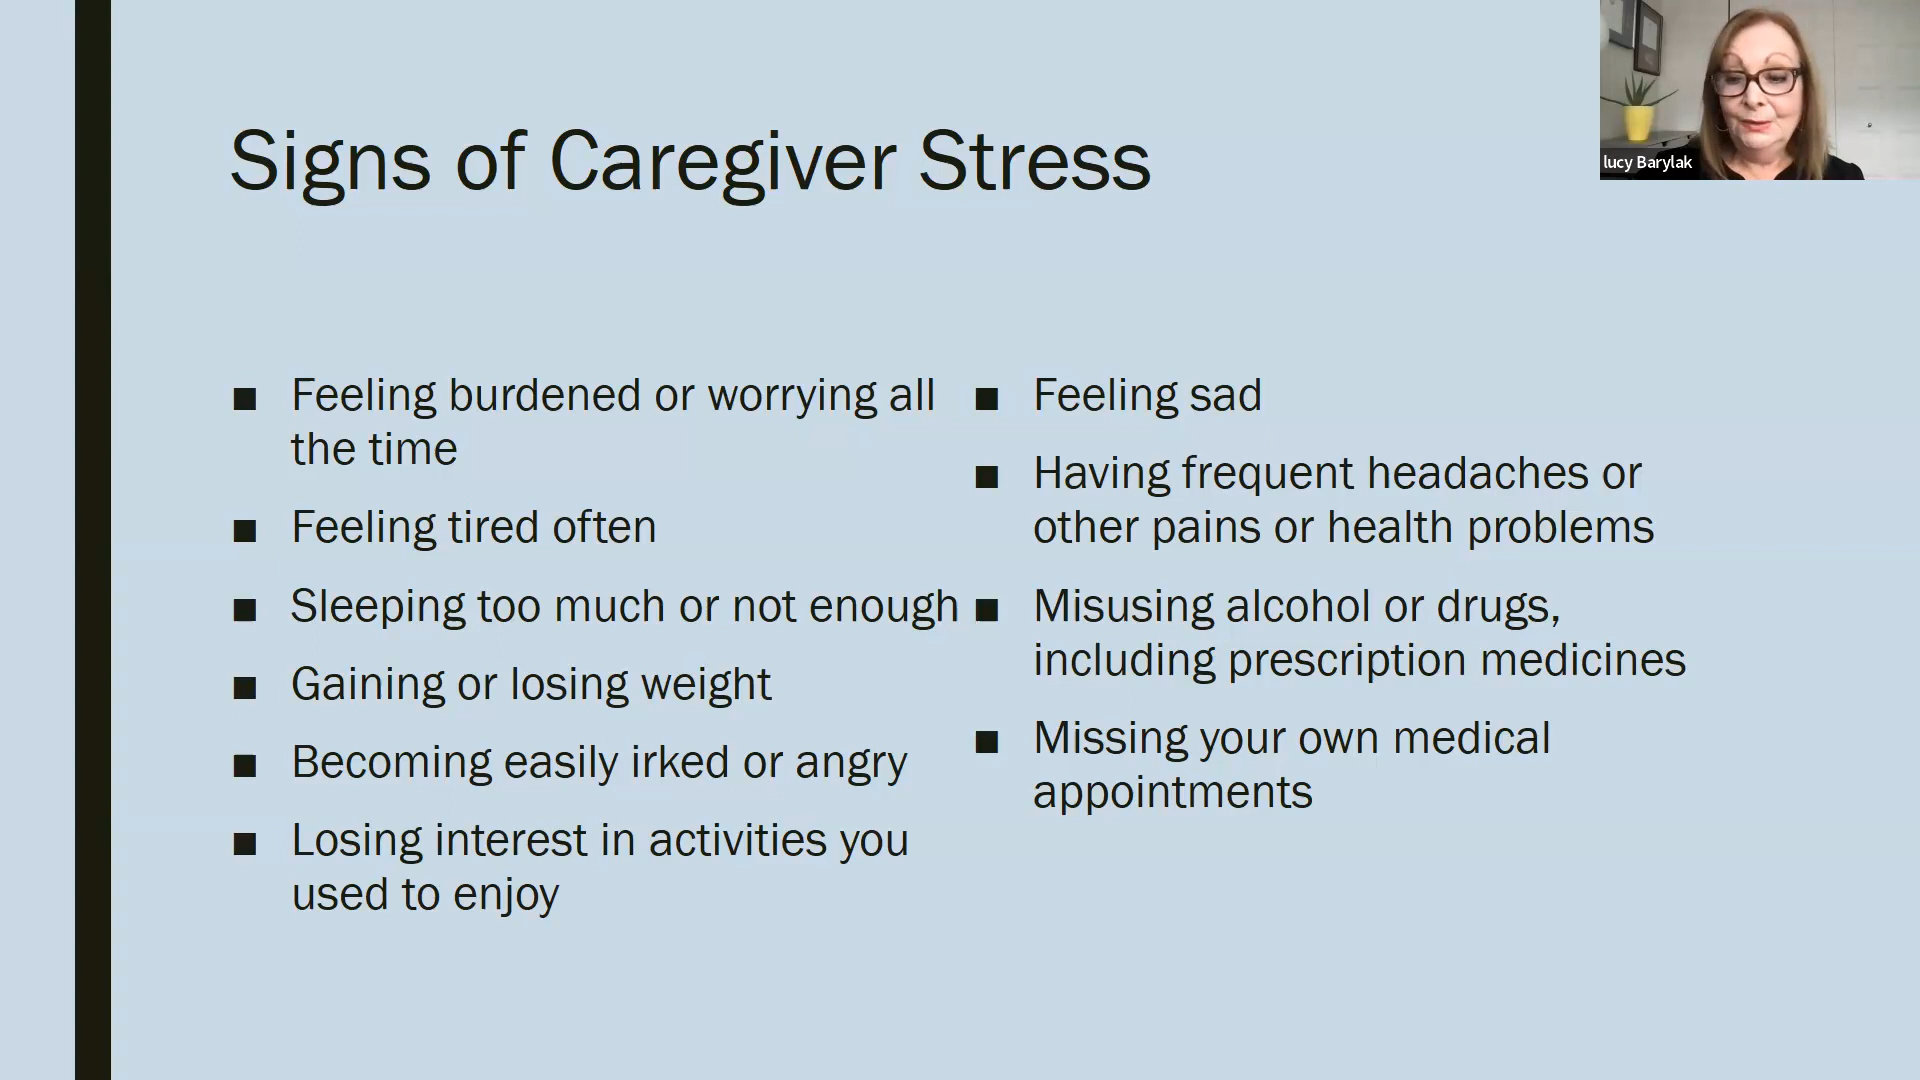 Signs of Caregiver Stress
■ Feeling burdened or worrying all
the time
■ Feeling tired often
■ Sleeping too much or not enough
■ Gaining or losing weight
■ Becoming easily irked or angry
■ Losing interest in activities you
used to enjoy
■ Feeling sad
■ Having frequent headaches or
other pains or health problems
■ Misusing alcohol or drugs,
including prescription medicines
■ Missing your own medical
appointments
lucy Barylak